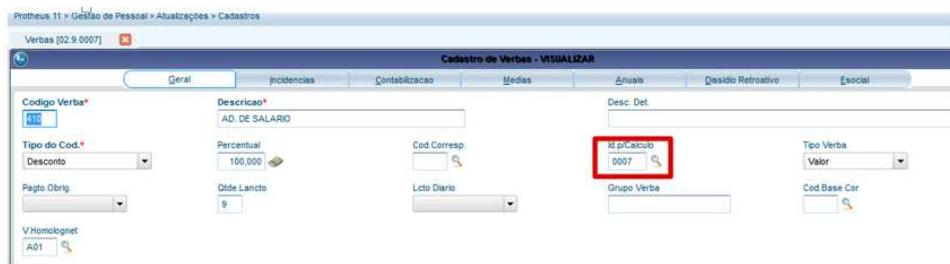 Protheus 11 > Gestão de Pessoal > Atualizações > Cadastros
Verbas [02.9.0007]
Cadastro de Verbas - VISUALIZAR
Geral Incidencias Contabilizacao Medias Anuais Dissidio Retroativo Esocial
Codigo Verba* Descricao* Desc. Det.
410 AD. DE SALARIO
Tipo do Cod.* Percentual Cod.Corresp. Id.p/Calculo Tipo Verba
Desconto 100,000 0007 Valor
Pagto.Obrig. Qtde.Lancto Lcto Diario Grupo Verba Cod.Base Cor
9
V.Homolognet
A01